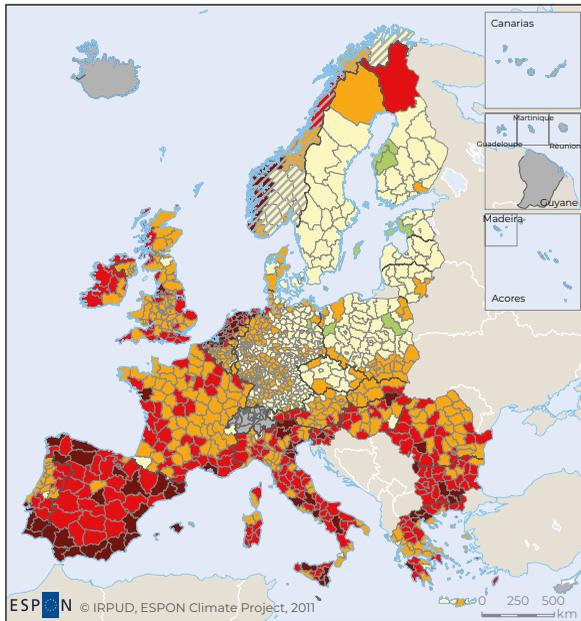 Canarias
Martinique
Guadeloupe
Réunion
Guyane
Madeira
Acores
ESPON © IRPUD, ESPON Climate Project, 2011
0 250 500
km